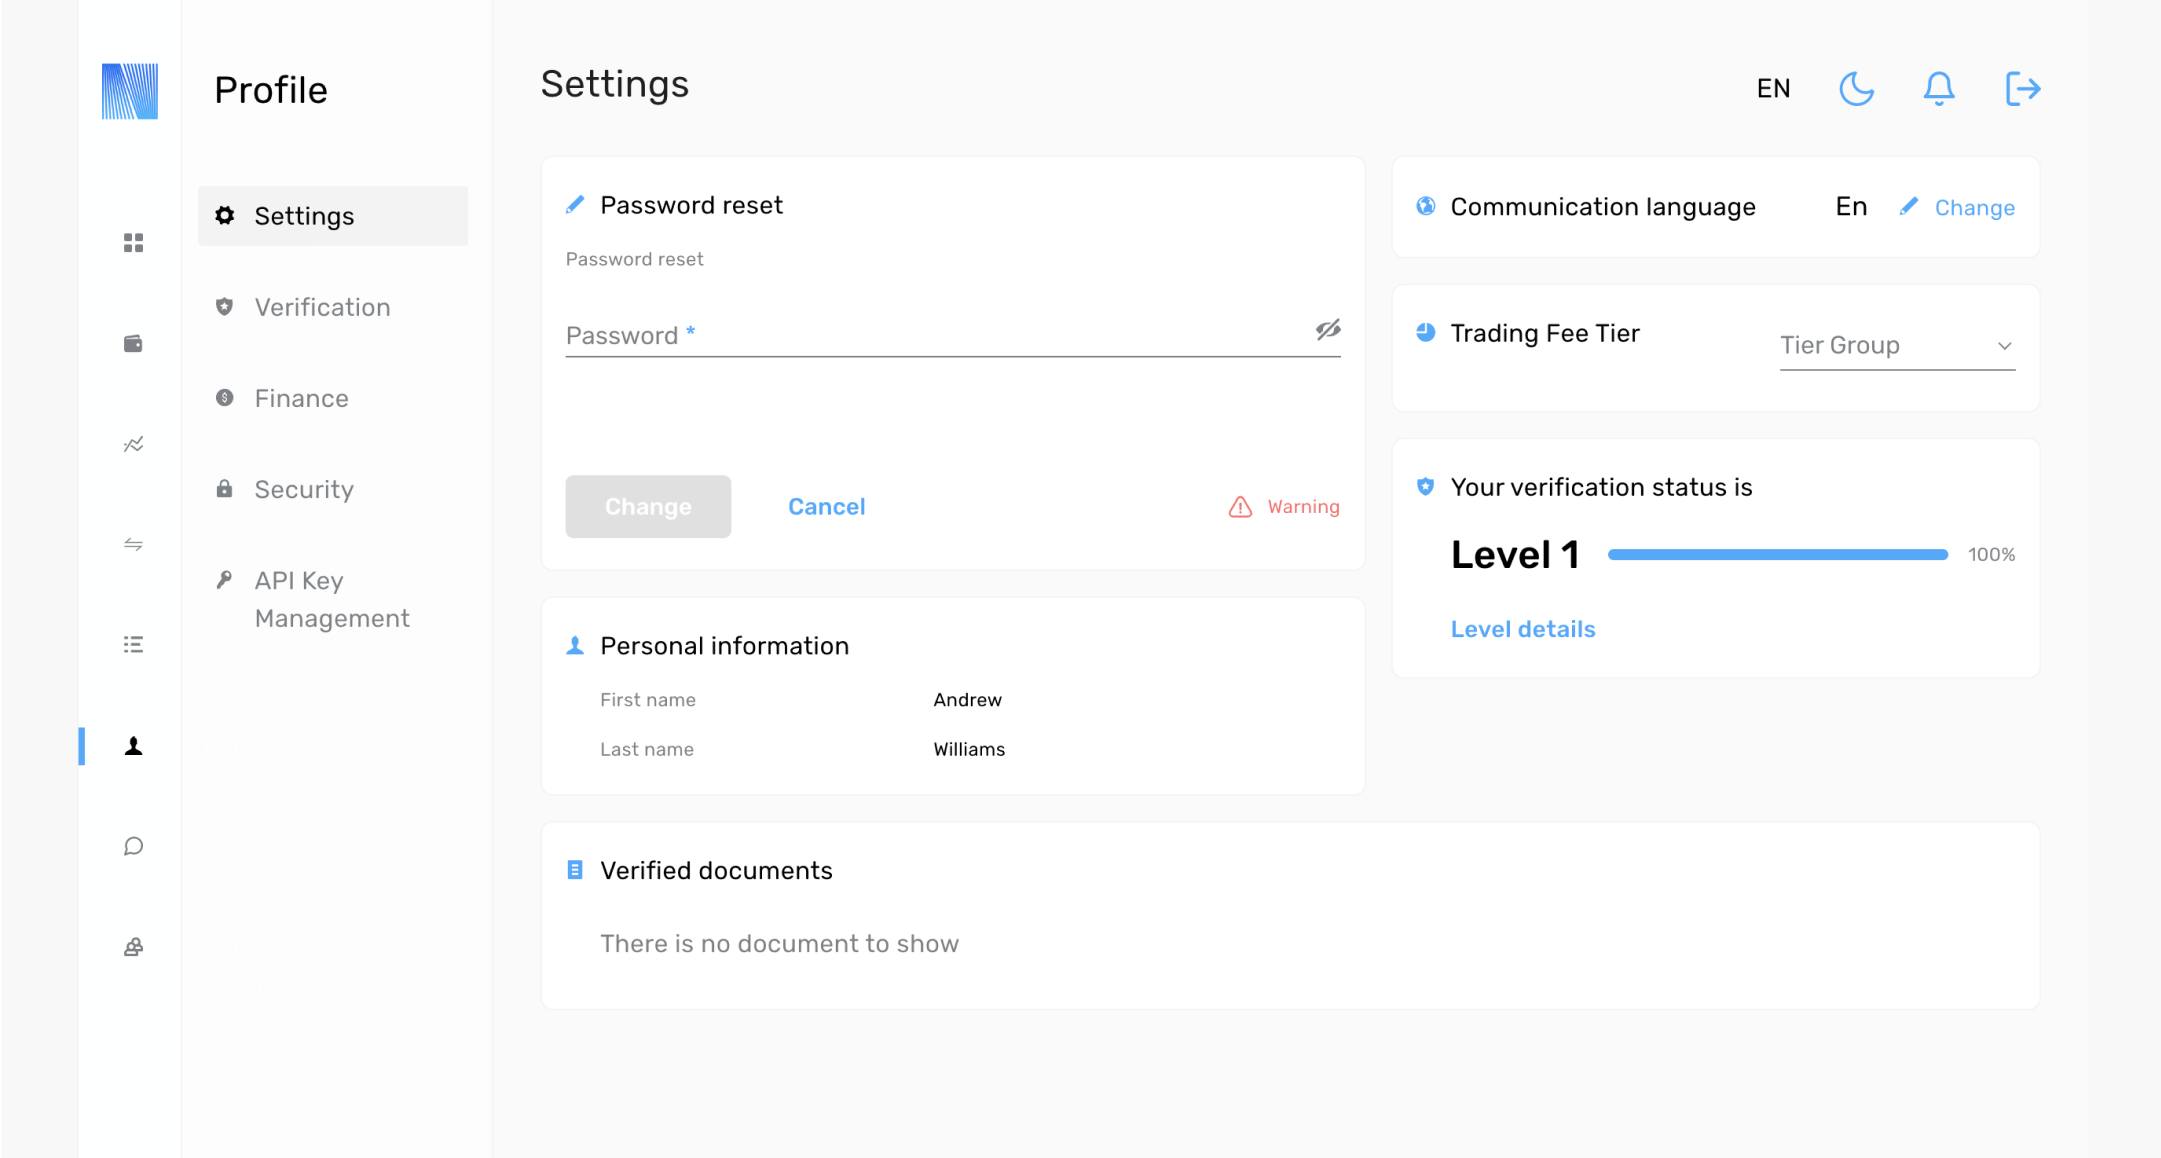 Profile
Settings
Verification
Finance
Security
API Key
Management
Settings
EN
Password reset
Password reset
Password *
Change
Cancel
Warning
Personal information
First name Andrew
Last name Williams
Communication language En Change
Trading Fee Tier
Tier Group
Your verification status is
Level 1 100%
Level details
Verified documents
There is no document to show